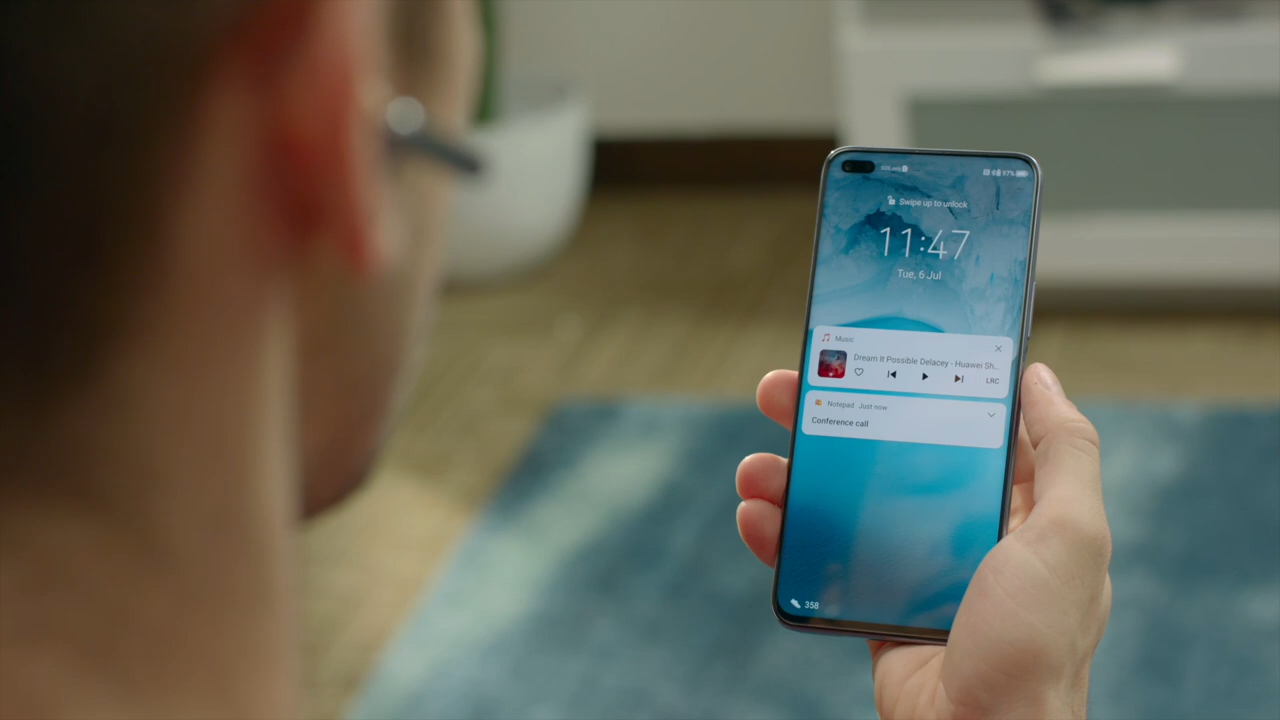 97%
Swipe up to unlock
11:47
Tue, 6 Jul
Music
Dream It Possible Delacey - Huawei Sh...
LRC
Notepad Just now
Conference call
358